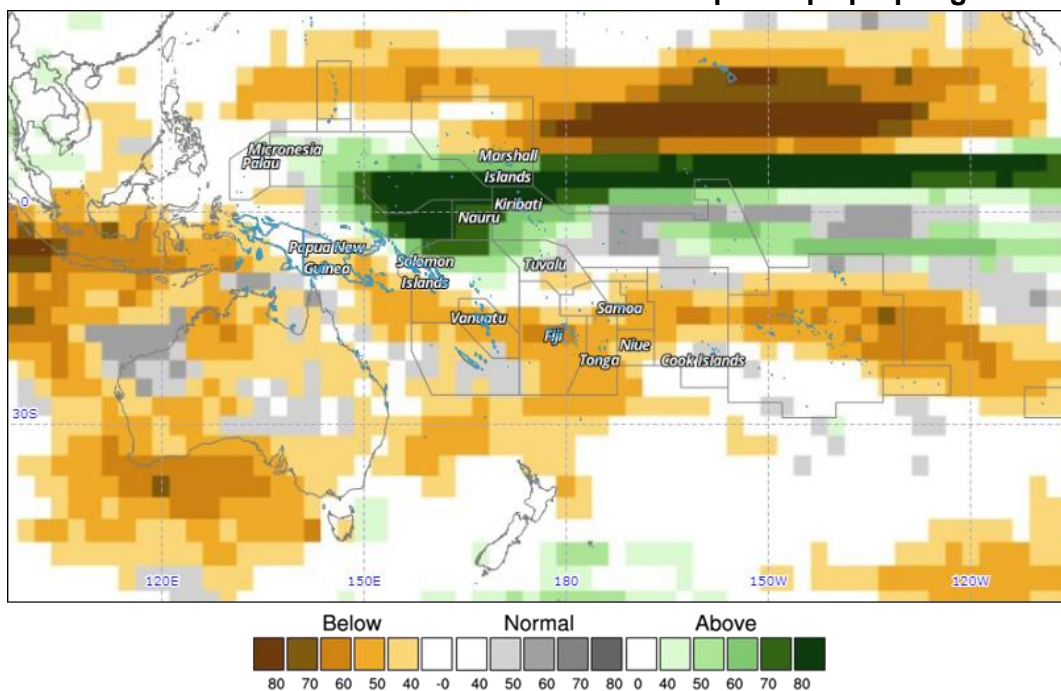 Micronesia
Palau
Marshall
Islands
0
Kiribati
Nauru
Papua New
Guinea
Solomon
Islands
Tuvalu
Samoa
Vanuatu
Fiji
Niue
Tonga
Cook Islands
30S
120E 150E 180 150W 120W
Below Normal Above
80 70 60 50 40 -0 40 50 60 70 80 0 40 50 60 70 80